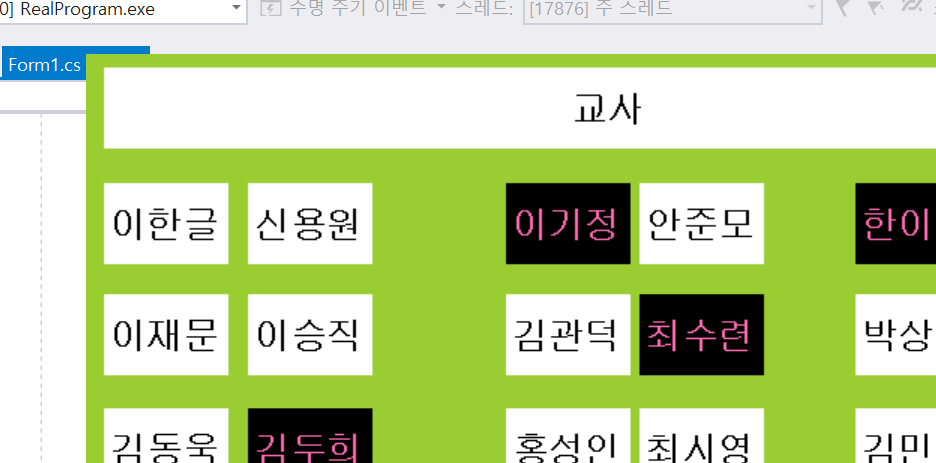 0] RealProgram.exe 수명 주기 이벤트 스레드: [17876] 주 스레드
Form1.cs
교사
이한글 신용원 이기정 안준모 한이
이재문 이승직 김관덕 최수련 박상
김동욱 김두희 홍성인 최시영 김민